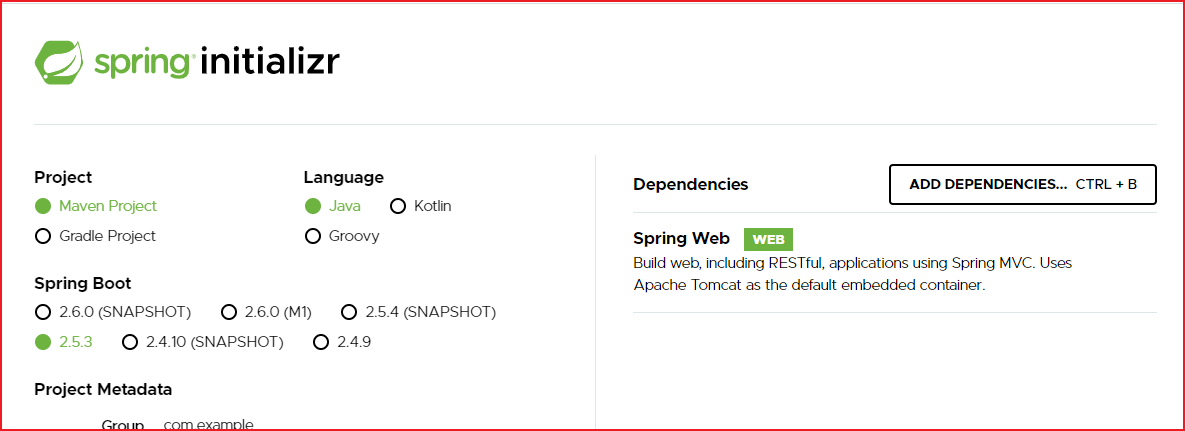 spring initializr
Project
Maven Project
Gradle Project
Language
Java Kotlin
Groovy
Spring Boot
2.6.0 (SNAPSHOT) 2.6.0 (M1) 2.5.4 (SNAPSHOT)
2.5.3 2.4.10 (SNAPSHOT) 2.4.9
Project Metadata
Group com.example
Dependencies
ADD DEPENDENCIES... CTRL + B
Spring Web WEB
Build web, including RESTful, applications using Spring MVC. Uses
Apache Tomcat as the default embedded container.